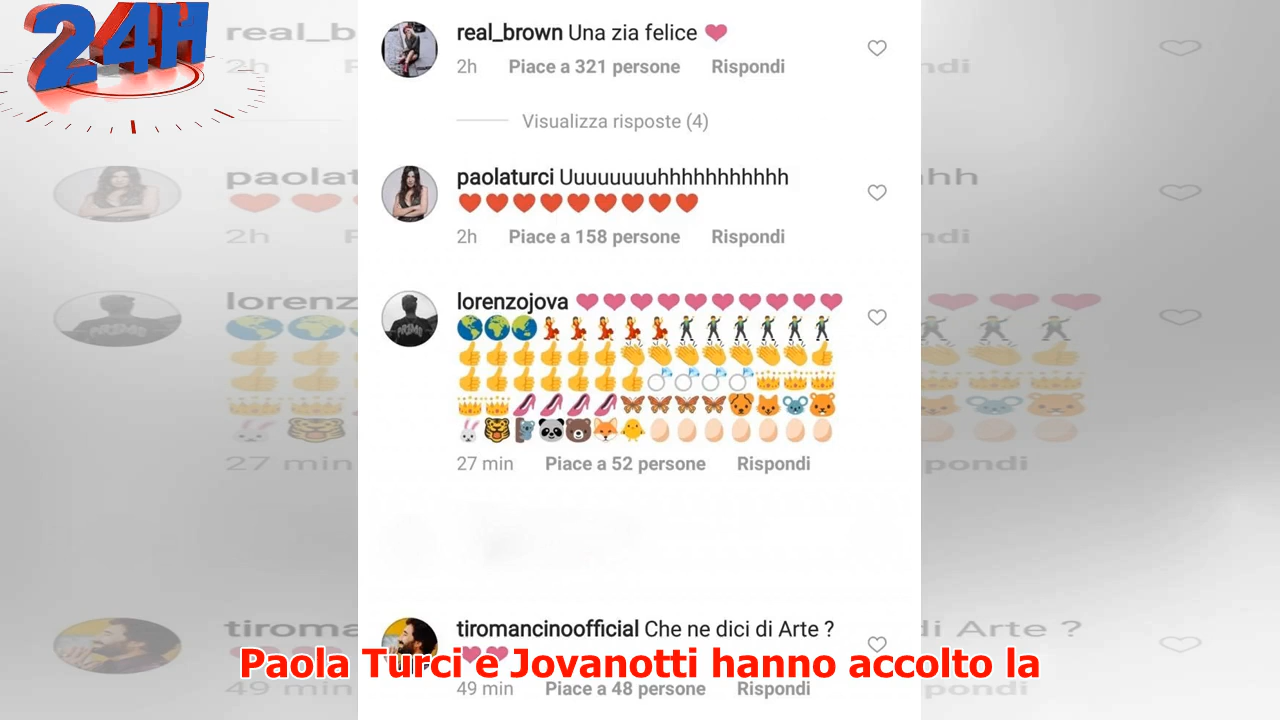 24H
real_brown Una zia felice ❤
2h Piace a 321 persone Rispondi
Visualizza risposte (4)
paolaturci Uuuuuuuuhhhhhhhhhhh
❤❤❤❤❤❤❤❤❤
2h Piace a 158 persone Rispondi
lorenzojova
27 min Piace a 52 persone Rispondi
tiromancinoofficial Che ne dici di Arte ?
Paola Turci e Jovanotti hanno accolto la
49 min Piace a 48 persone Rispondi